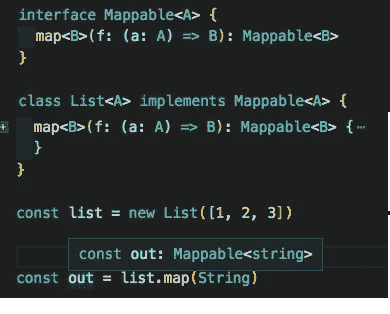 interface Mappable<A> {
  map<B>(f: (a: A) => B): Mappable<B>
}
class List<A> implements Mappable<A> {
  map<B>(f: (a: A) => B): Mappable<B> {⋯
  }
}
const list = new List([1, 2, 3])
const out: Mappable<string>
const out = list.map(String)